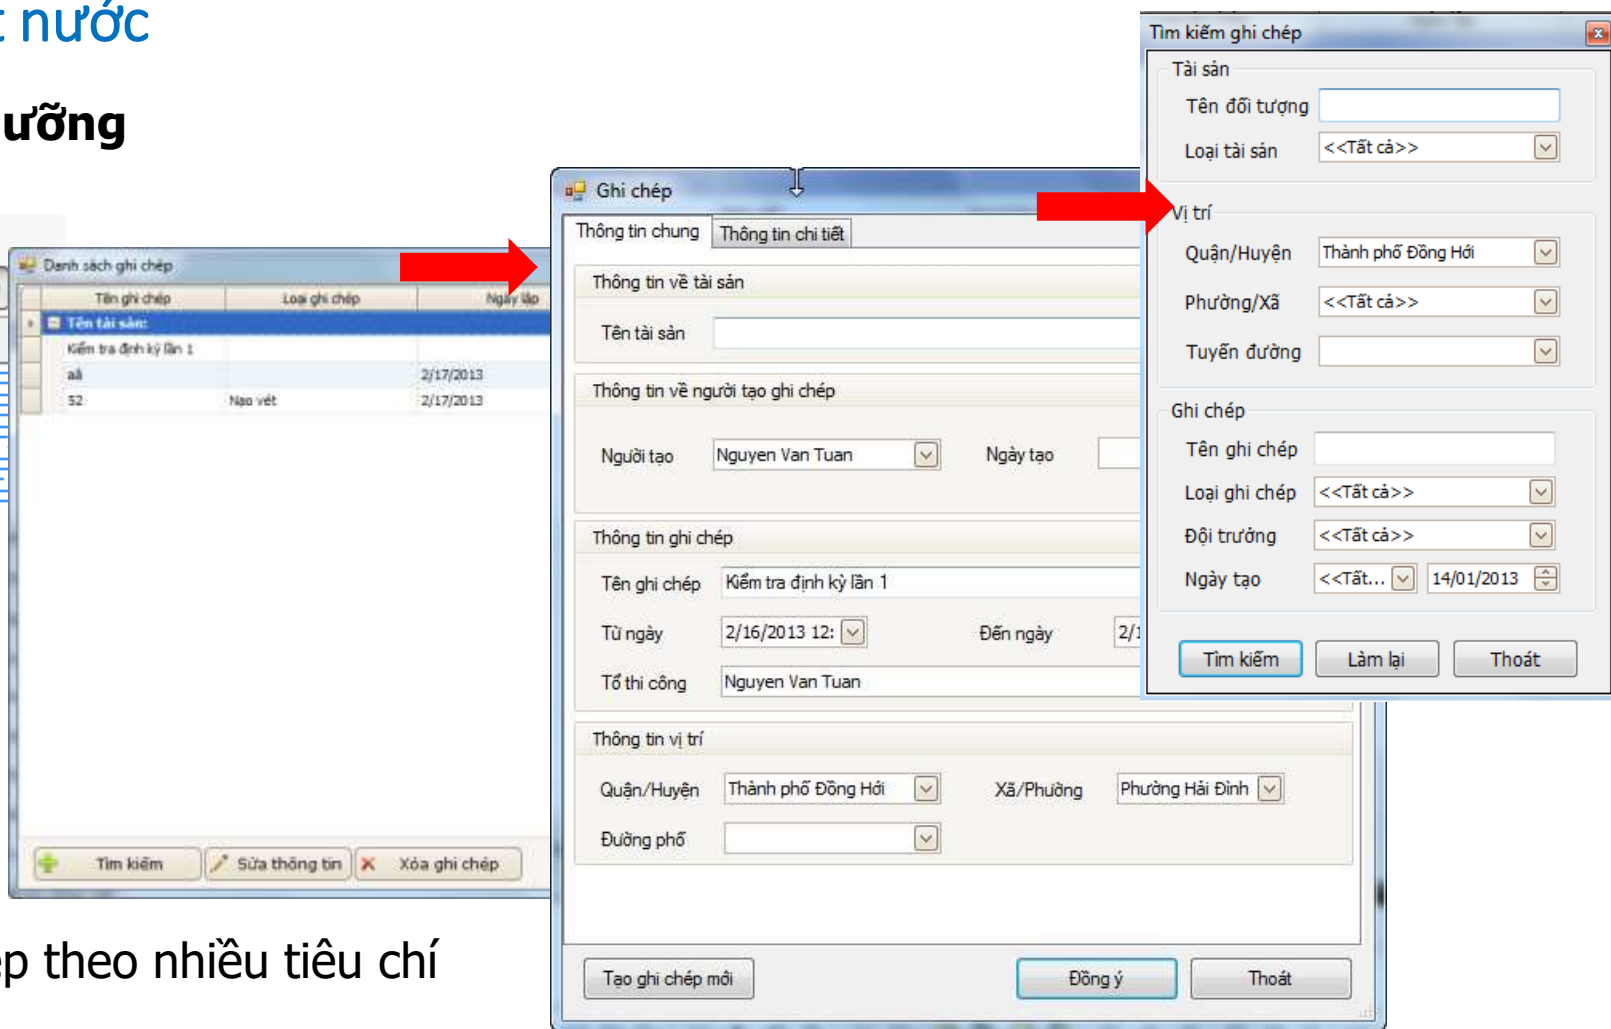 t nước
ưỡng
Danh sách ghi chép
Tên ghi chép Loại ghi chép Ngày lập
Tên tài sản:
Kiểm tra định kỳ lần 1
aâ 2/17/2013
52 Nạo vét 2/17/2013
Tìm kiếm Sửa thông tin Xóa ghi chép
ép theo nhiều tiêu chí
Ghi chép
Thông tin chung Thông tin chi tiết
Thông tin về tài sản
Tên tài sản
Thông tin về người tạo ghi chép
Người tạo Nguyen Van Tuan Ngày tạo
Thông tin ghi chép
Tên ghi chép Kiểm tra định kỳ lần 1
Từ ngày 2/16/2013 12: Đến ngày 2/1
Tổ thi công Nguyen Van Tuan
Thông tin vị trí
Quận/Huyện Thành phố Đồng Hới Xã/Phường Phường Hải Đình
Đường phố
Tạo ghi chép mới Đồng ý Thoát
Tìm kiếm ghi chép
Tài sản
Tên đối tượng
Loại tài sản <<Tất cả>>
Vị trí
Quận/Huyện Thành phố Đồng Hới
Phường/Xã <<Tất cả>>
Tuyến đường
Ghi chép
Tên ghi chép
Loại ghi chép <<Tất cả>>
Đội trưởng <<Tất cả>>
Ngày tạo <<Tất... 14/01/2013
Tìm kiếm Làm lại Thoát